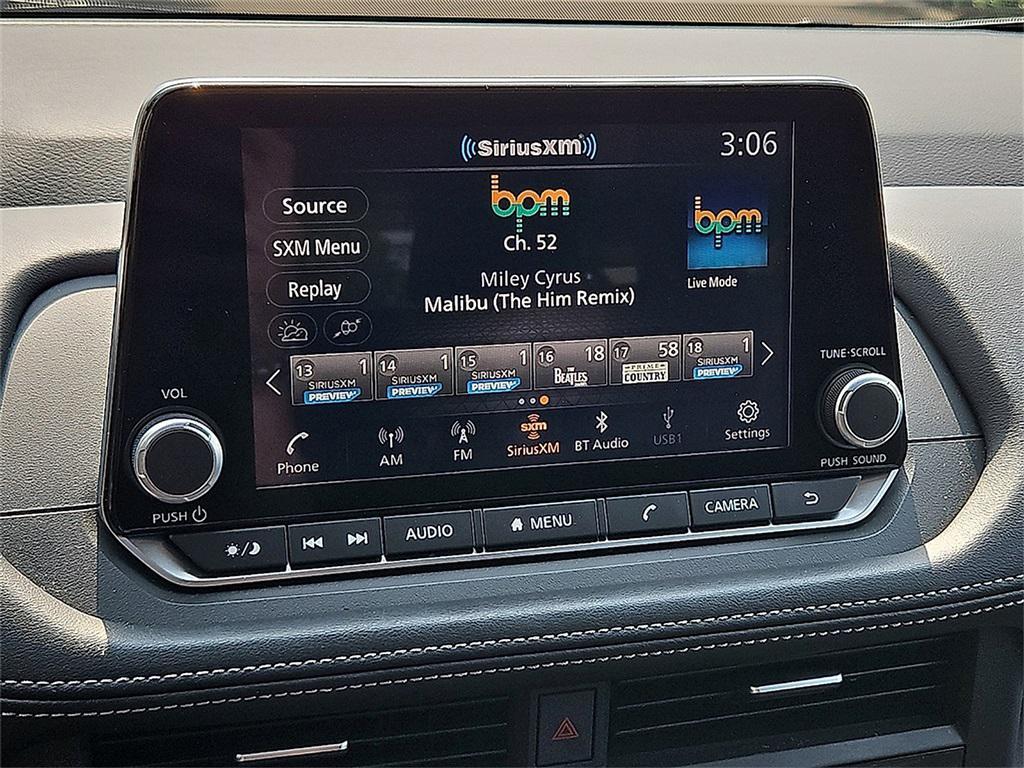 SiriusXM
3:06
Source
SXM Menu
Replay
bpm
Ch. 52
Miley Cyrus
Malibu (The Him Remix)
bpm
Live Mode
13 1
SIRIUSXM
PREVIEW
14 1
SIRIUSXM
PREVIEW
15 1
SIRIUSXM
PREVIEW
16 18
THE
BEATLES
17 58
PRIME
COUNTRY
18 1
SIRIUSXM
PREVIEW
Phone
AM
FM
sxm
SiriusXM
BT Audio
USB1
Settings
VOL
PUSH
TUNE·SCROLL
PUSH SOUND
AUDIO
MENU
CAMERA